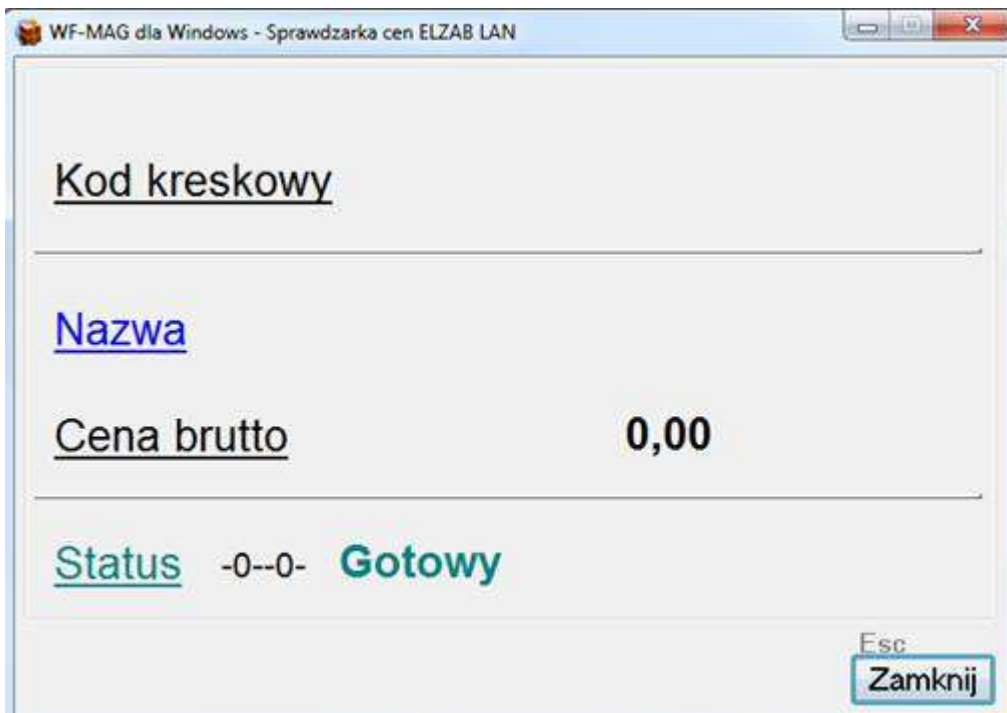 WF-MAG dla Windows - Sprawdzarka cen ELZAB LAN
Kod kreskowy
Nazwa
Cena brutto 0,00
Status -0--0- Gotowy
Esc
Zamknij